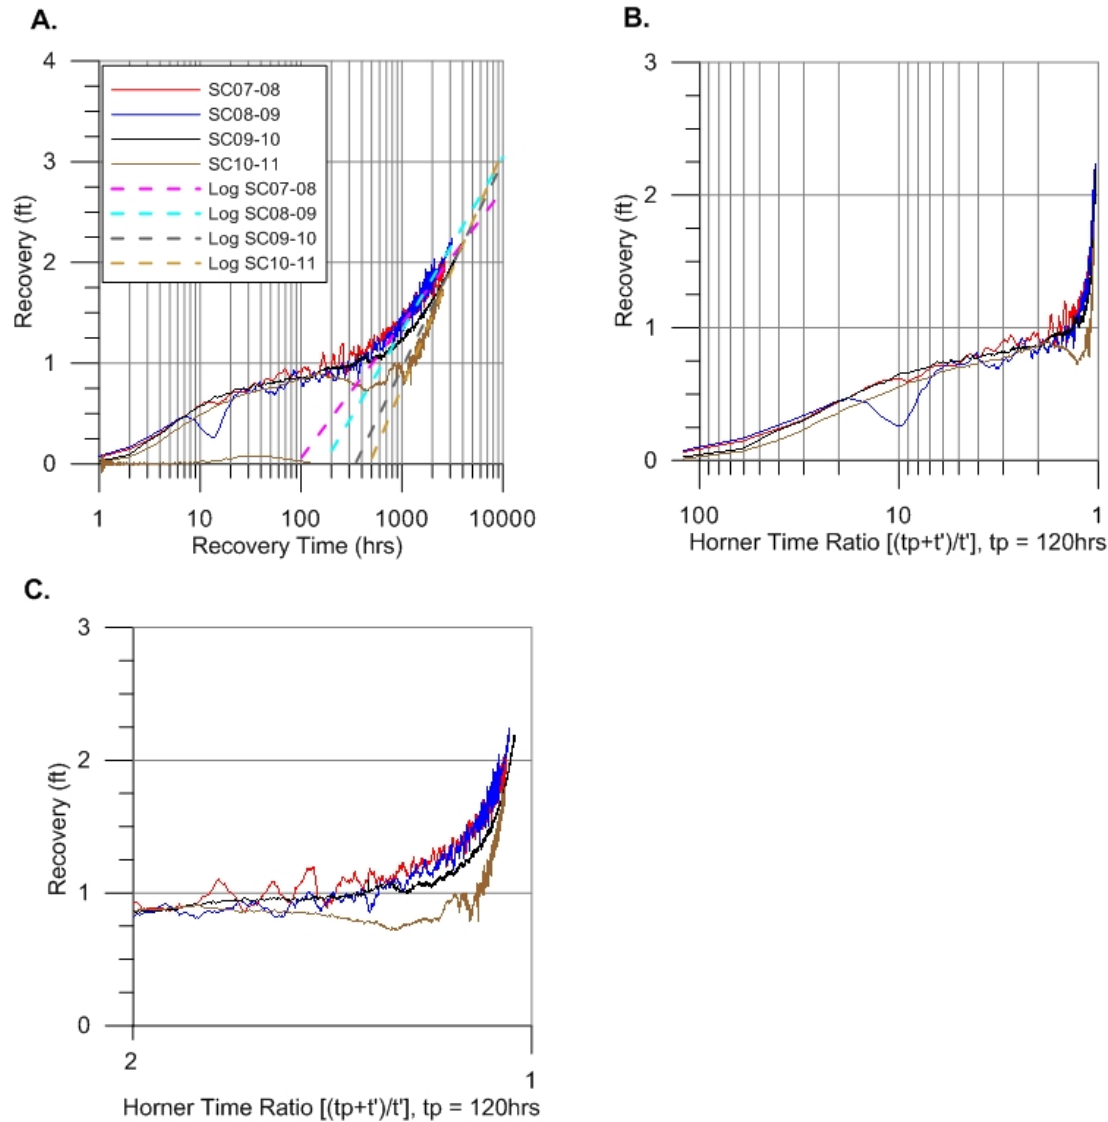 A.
4
3
2
1
0
Recovery (ft)
SC07-08
SC08-09
SC09-10
SC10-11
Log SC07-08
Log SC08-09
Log SC09-10
Log SC10-11
1 10 100 1000 10000
Recovery Time (hrs)
B.
3
2
1
0
Recovery (ft)
100 10 1
Horner Time Ratio [(tp+t')/t'], tp = 120hrs
C.
3
2
1
0
Recovery (ft)
2 1
Horner Time Ratio [(tp+t')/t'], tp = 120hrs